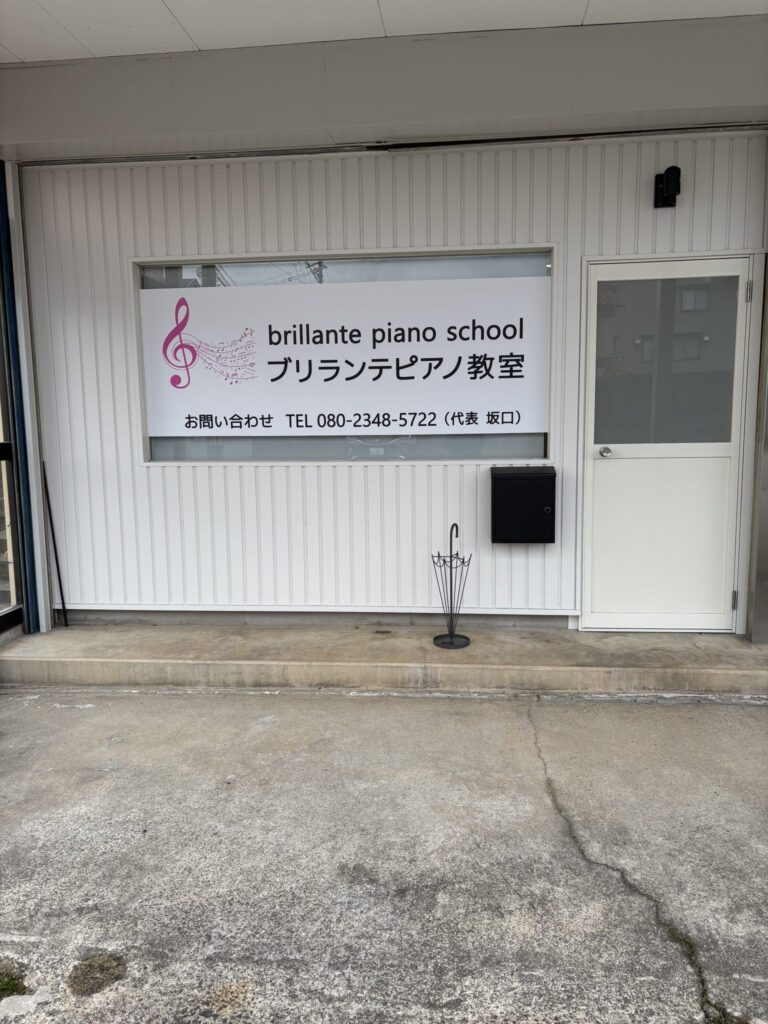 brillante piano school
ブリランテピアノ教室
お問い合わせ TEL 080-2348-5722（代表 坂口）